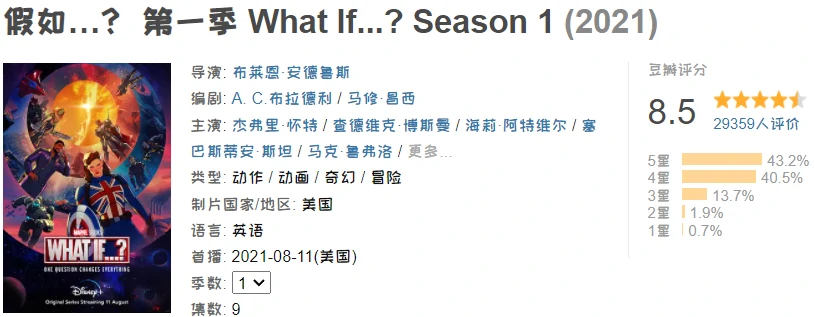 假如...? 第一季 What If...? Season 1 (2021)
导演: 布莱恩·安德鲁斯
编剧: A. C.布拉德利 / 马修·昌西
主演: 杰弗里·怀特 / 查德维克·博斯曼 / 海莉·阿特维尔 / 塞
巴斯蒂安·斯坦 / 马克·鲁弗洛 / 更多...
类型: 动作 / 动画 / 奇幻 / 冒险
制片国家/地区: 美国
语言: 英语
首播: 2021-08-11(美国)
季数: 1
集数: 9
豆瓣评分
8.5
29359人评价
5星 43.2%
4星 40.5%
3星 13.7%
2星 1.9%
1星 0.7%
MARVEL STUDIOS
WHAT IF...?
ONE QUESTION CHANGES EVERYTHING
Disney+
Original Series Streaming 11 August